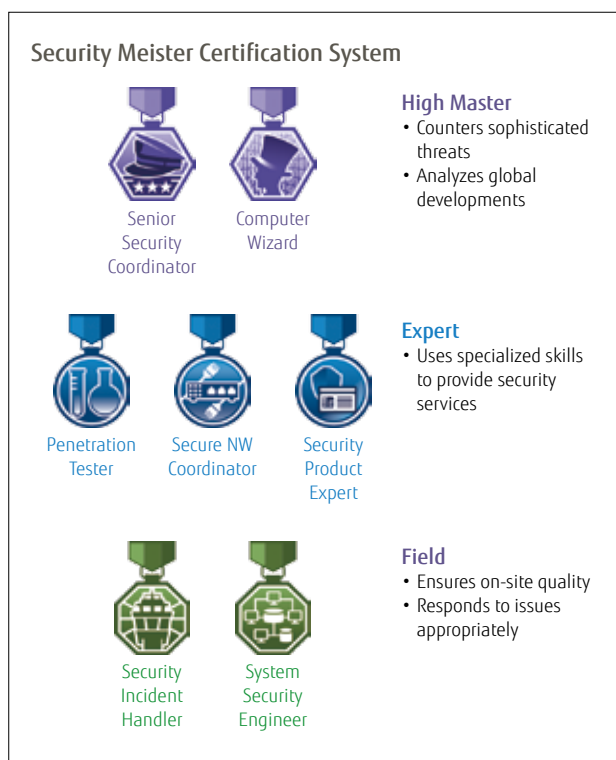 Security Meister Certification System
Senior
Security
Coordinator
Computer
Wizard
High Master
• Counters sophisticated
threats
• Analyzes global
developments
Penetration
Tester
Secure NW
Coordinator
Security
Product
Expert
Expert
• Uses specialized skills
to provide security
services
Security
Incident
Handler
System
Security
Engineer
Field
• Ensures on-site quality
• Responds to issues
appropriately